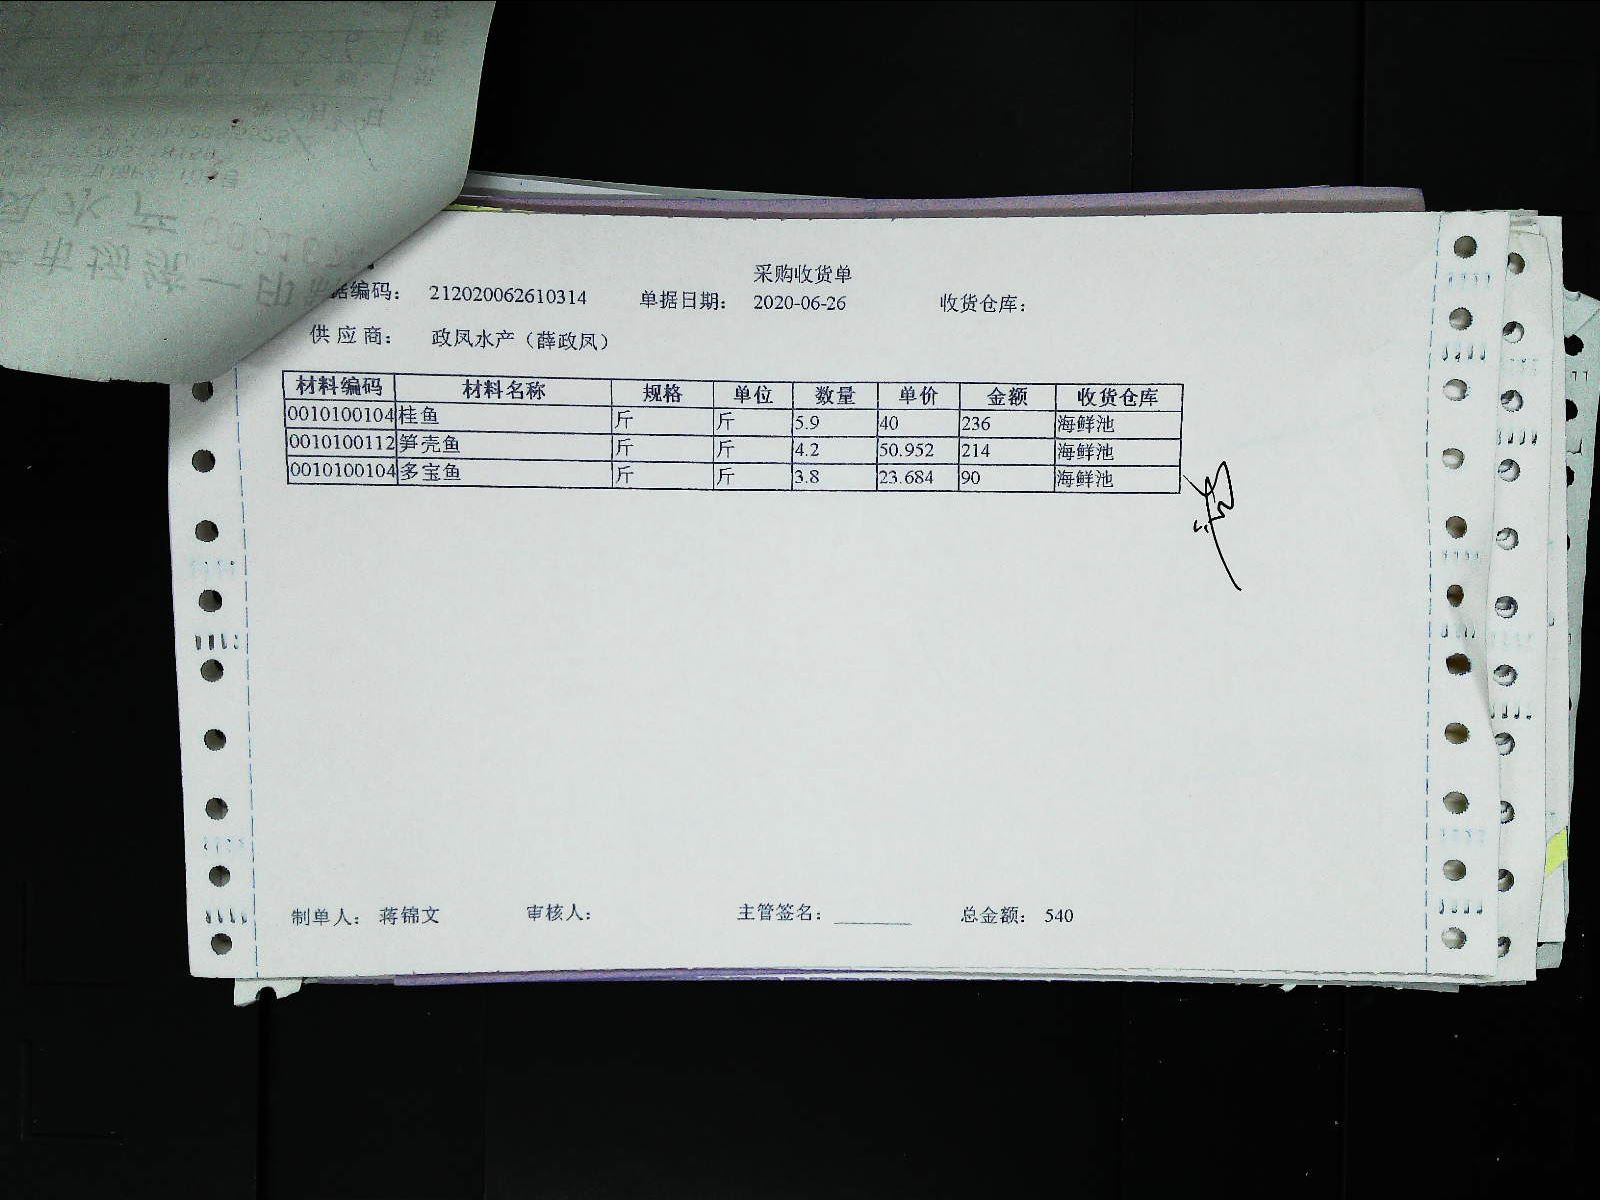 采购收货单
据编码： 212020062610314 单据日期： 2020-06-26 收货仓库：
供 应 商： 政凤水产（薛政凤）
材料编码 材料名称 规格 单位 数量 单价 金额 收货仓库
0010100104 桂鱼 斤 斤 5.9 40 236 海鲜池
0010100112 笋壳鱼 斤 斤 4.2 50.952 214 海鲜池
0010100104 多宝鱼 斤 斤 3.8 23.684 90 海鲜池
制单人： 蒋锦文 审核人： 主管签名： 总金额： 540